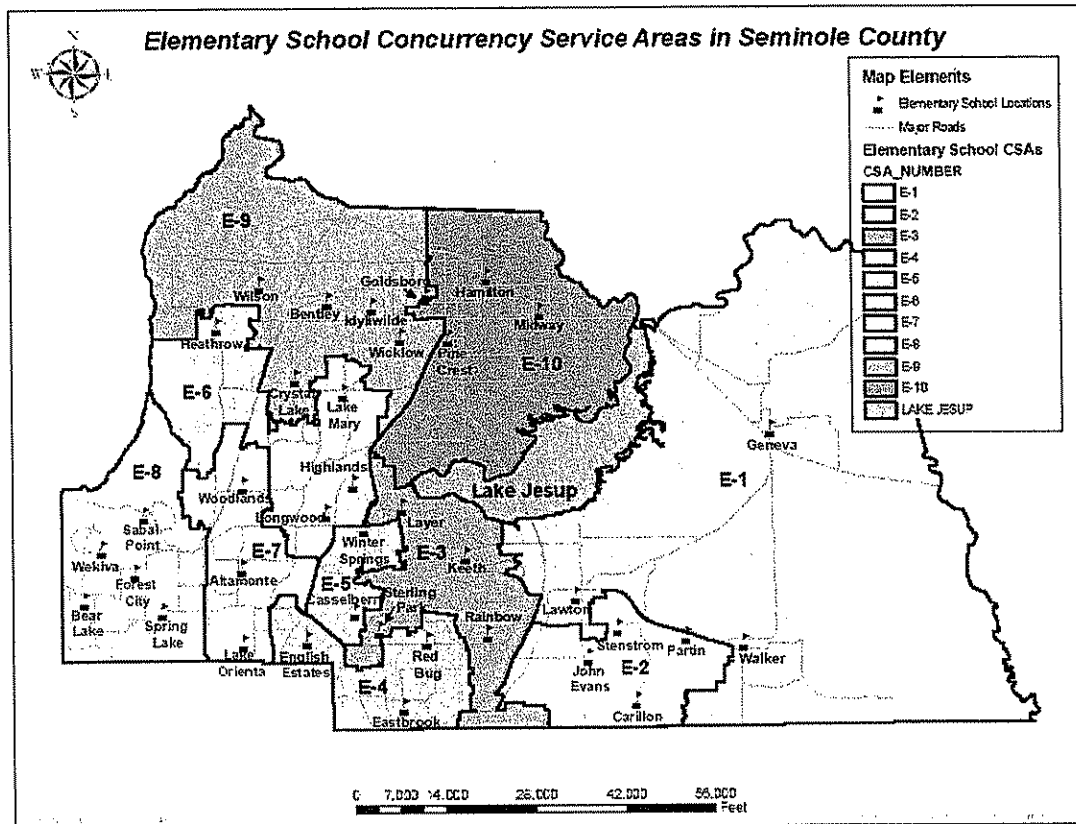 Elementary School Concurrency Service Areas in Seminole County
N
W
E
S
Map Elements
Elementary School Locations
Major Roads
Elementary School CSAs
CSA_NUMBER
E-1
E-2
E-3
E-4
E-5
E-6
E-7
E-8
E-9
E-10
LAKE JESUP
E-9
Goldsboro
Wilson
Hamilton
Bentley
Idyllwilde
Midway
Heathrow
Wicklow
Pine
Crest
E-10
E-6
Crystal
Lake
Lake
Mary
Geneva
Highlands
E-8
E-1
Woodlands
Lake Jesup
Longwood
Layer
Sabal
Point
Winter
Springs
E-3
Wekiva
E-7
Keeth
Altamonte
Forest
City
E-5
Casselberry
Sterling
Park
Lawton
Bear
Lake
Spring
Lake
Rainbow
Stenstrom
Partin
Walker
Lake
Orienta
English
Estates
Red
Bug
John
Evans
E-2
E-4
Eastbrook
Carillon
0 7,000 14,000 28,000 42,000 56,000
Feet